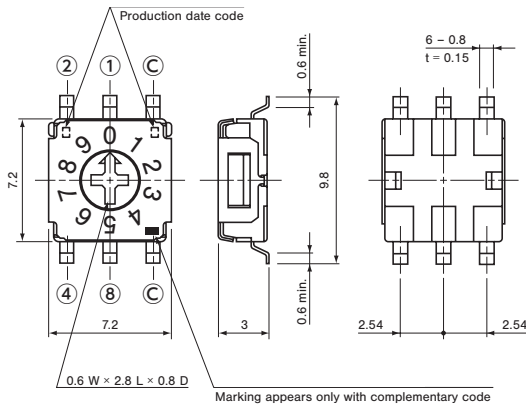 Production date code
2 1 C
0.6 min.
6 – 0.8
t = 0.15
0 1 2 3 4 5 6 7 8 9
7.2
9.8
4 8 C
0.6 min.
7.2
3
2.54
2.54
0.6 W × 2.8 L × 0.8 D
Marking appears only with complementary code